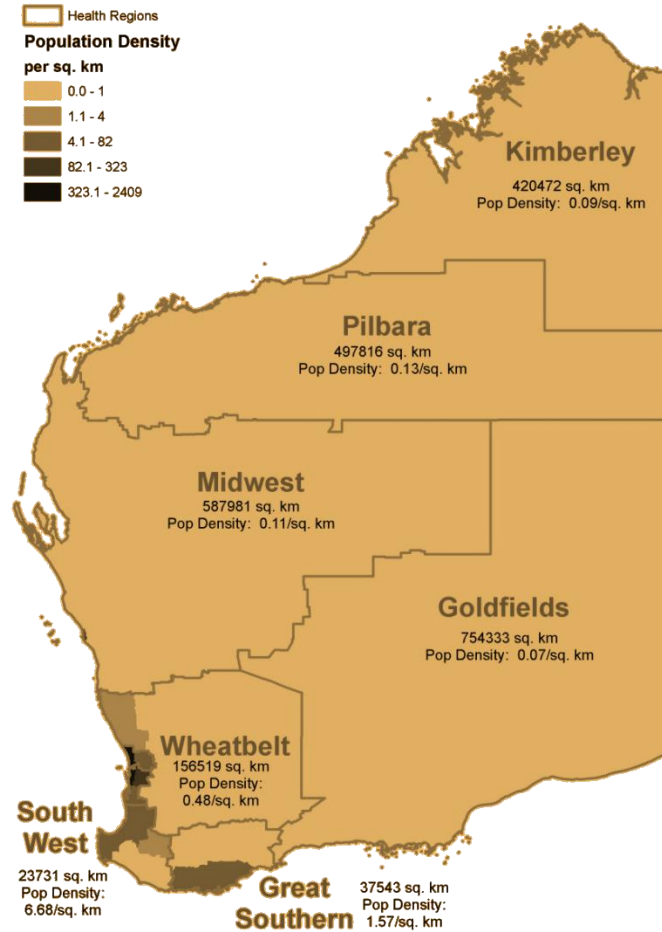 Health Regions
Population Density
per sq. km
0.0 - 1
1.1 - 4
4.1 - 82
82.1 - 323
323.1 - 2409
Kimberley
420472 sq. km
Pop Density: 0.09/sq. km
Pilbara
497816 sq. km
Pop Density: 0.13/sq. km
Midwest
587981 sq. km
Pop Density: 0.11/sq. km
Goldfields
754333 sq. km
Pop Density: 0.07/sq. km
Wheatbelt
156519 sq. km
Pop Density:
0.48/sq. km
South
West
23731 sq. km
Pop Density:
6.68/sq. km
Great
Southern
37543 sq. km
Pop Density:
1.57/sq. km